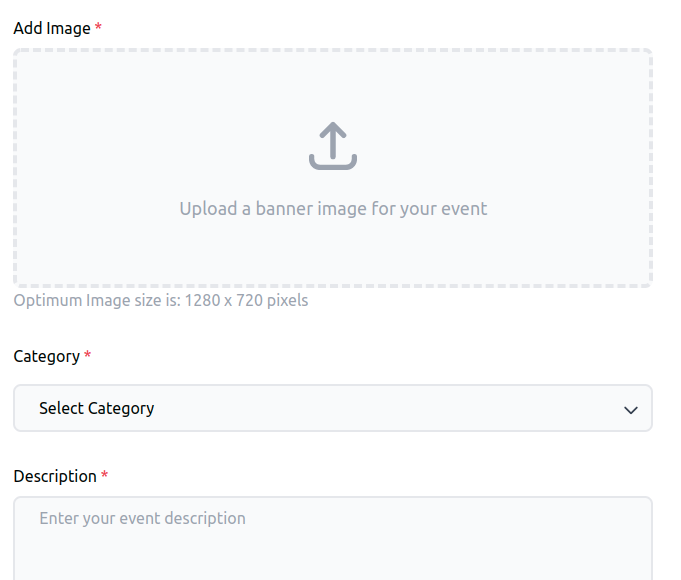 Add Image *
Upload a banner image for your event
Optimum Image size is: 1280 x 720 pixels
Category *
Select Category
Description *
Enter your event description